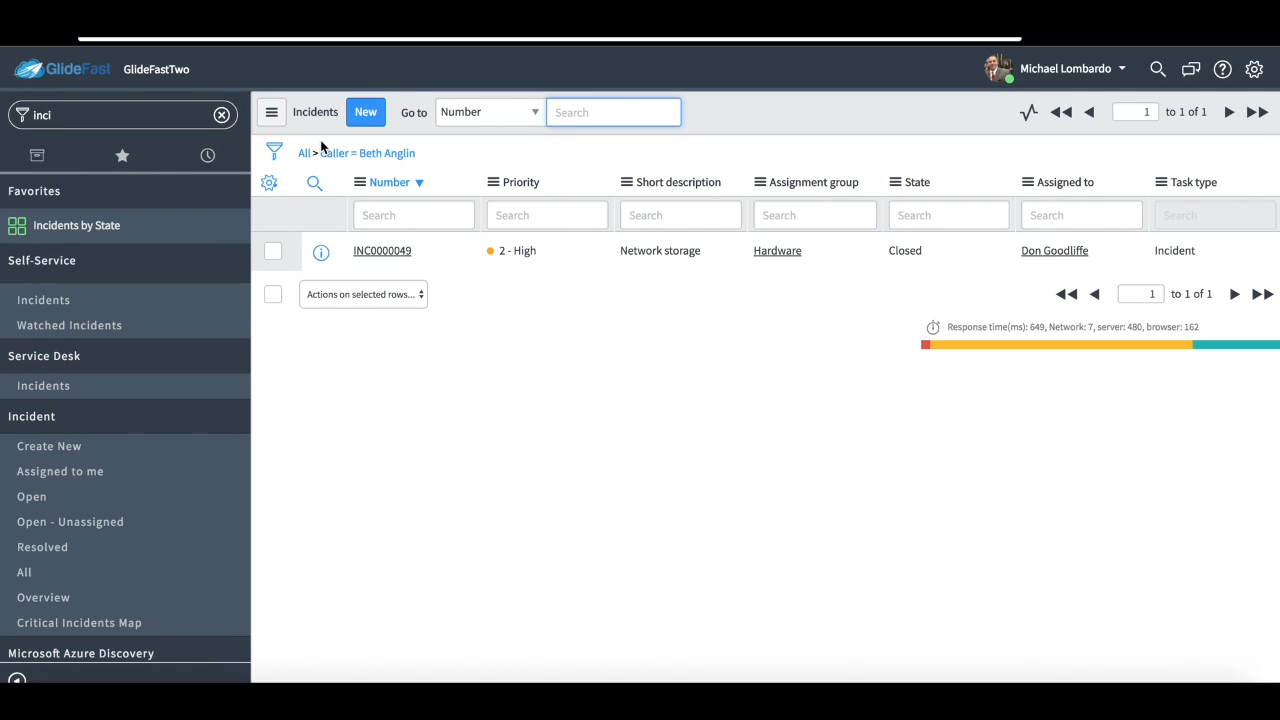 GlideFast GlideFastTwo Michael Lombardo
inci
Incidents New Go to Number Search 1 to 1 of 1
All > Caller = Beth Anglin
Number Priority Short description Assignment group State Assigned to Task type
Search Search Search Search Search Search Search
INC0000049 2 - High Network storage Hardware Closed Don Goodliffe Incident
Actions on selected rows... 1 to 1 of 1
Response time(ms): 649, Network: 7, server: 480, browser: 162
Favorites
Incidents by State
Self-Service
Incidents
Watched Incidents
Service Desk
Incidents
Incident
Create New
Assigned to me
Open
Open - Unassigned
Resolved
All
Overview
Critical Incidents Map
Microsoft Azure Discovery